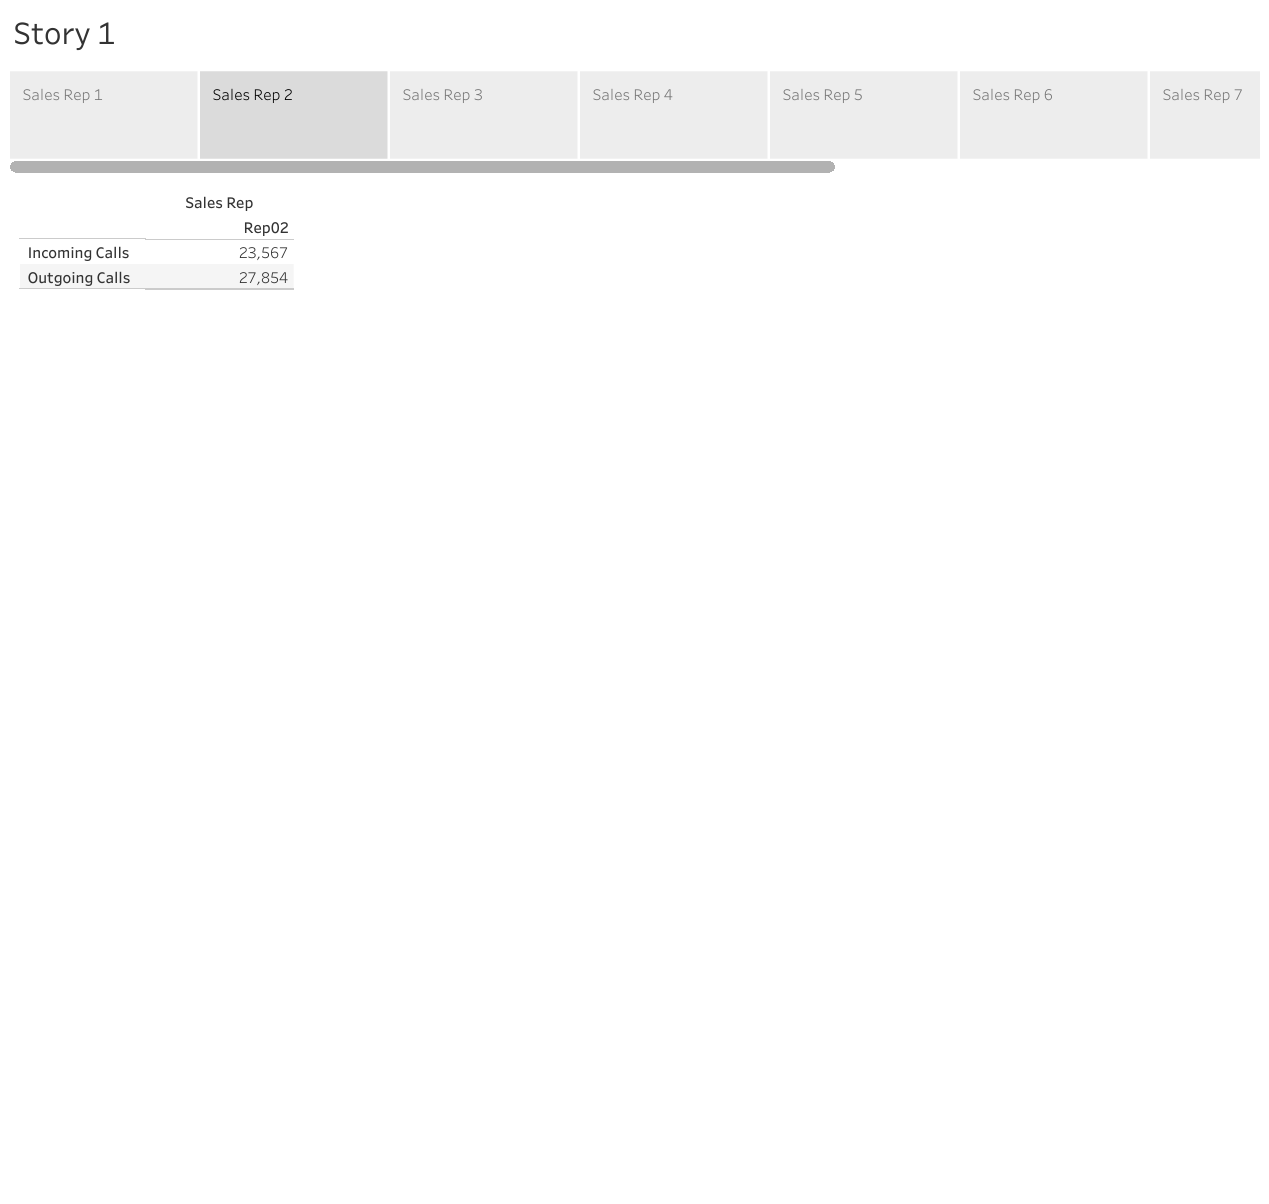 Story 1
Sales Rep 1 Sales Rep 2 Sales Rep 3 Sales Rep 4 Sales Rep 5 Sales Rep 6 Sales Rep 7
Sales Rep
Rep02
Incoming Calls 23,567
Outgoing Calls 27,854